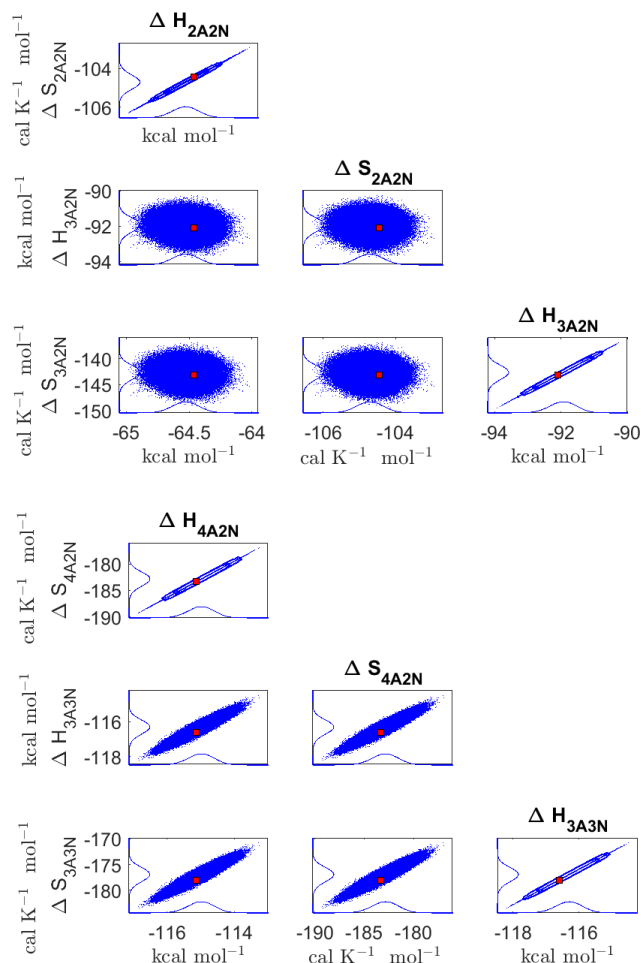 Δ H2A2N
cal K−1 mol−1
Δ S2A2N
-104
-106
kcal mol−1
Δ S2A2N
kcal mol−1
Δ H3A2N
-90
-92
-94
Δ H3A2N
cal K−1 mol−1
Δ S3A2N
-140
-145
-150
-65 -64.5 -64
-106 -104
-94 -92 -90
kcal mol−1
cal K−1 mol−1
kcal mol−1
Δ H4A2N
cal K−1 mol−1
Δ S4A2N
-180
-185
-190
Δ S4A2N
kcal mol−1
Δ H3A3N
-116
-118
Δ H3A3N
cal K−1 mol−1
Δ S3A3N
-170
-180
-116 -114
-190 -185 -180
-118 -116
kcal mol−1
cal K−1 mol−1
kcal mol−1